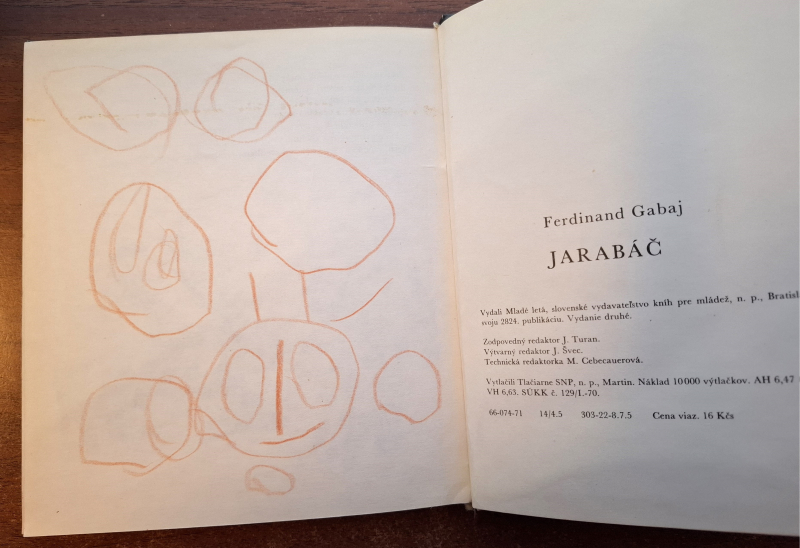 Ferdinand Gabaj
JARABÁČ
Vydali Mladé letá, slovenské vydavateľstvo kníh pre mládež, n. p.,
svoju 2824. publikáciu. Vydanie druhé.
Zodpovedný redaktor J. Turan.
Výtvarný redaktor J. Švec.
Technická redaktorka M. Cebecauerová.
Vytlačili Tlačiarne SNP, n. p., Martin. Náklad 10 000 výtlačkov. AH 6,47
VH 6,63. SÚKK č. 129/I.-70.
66-074-71 14/4.5 303-22-8.7.5 Cena viaz. 16 Kčs